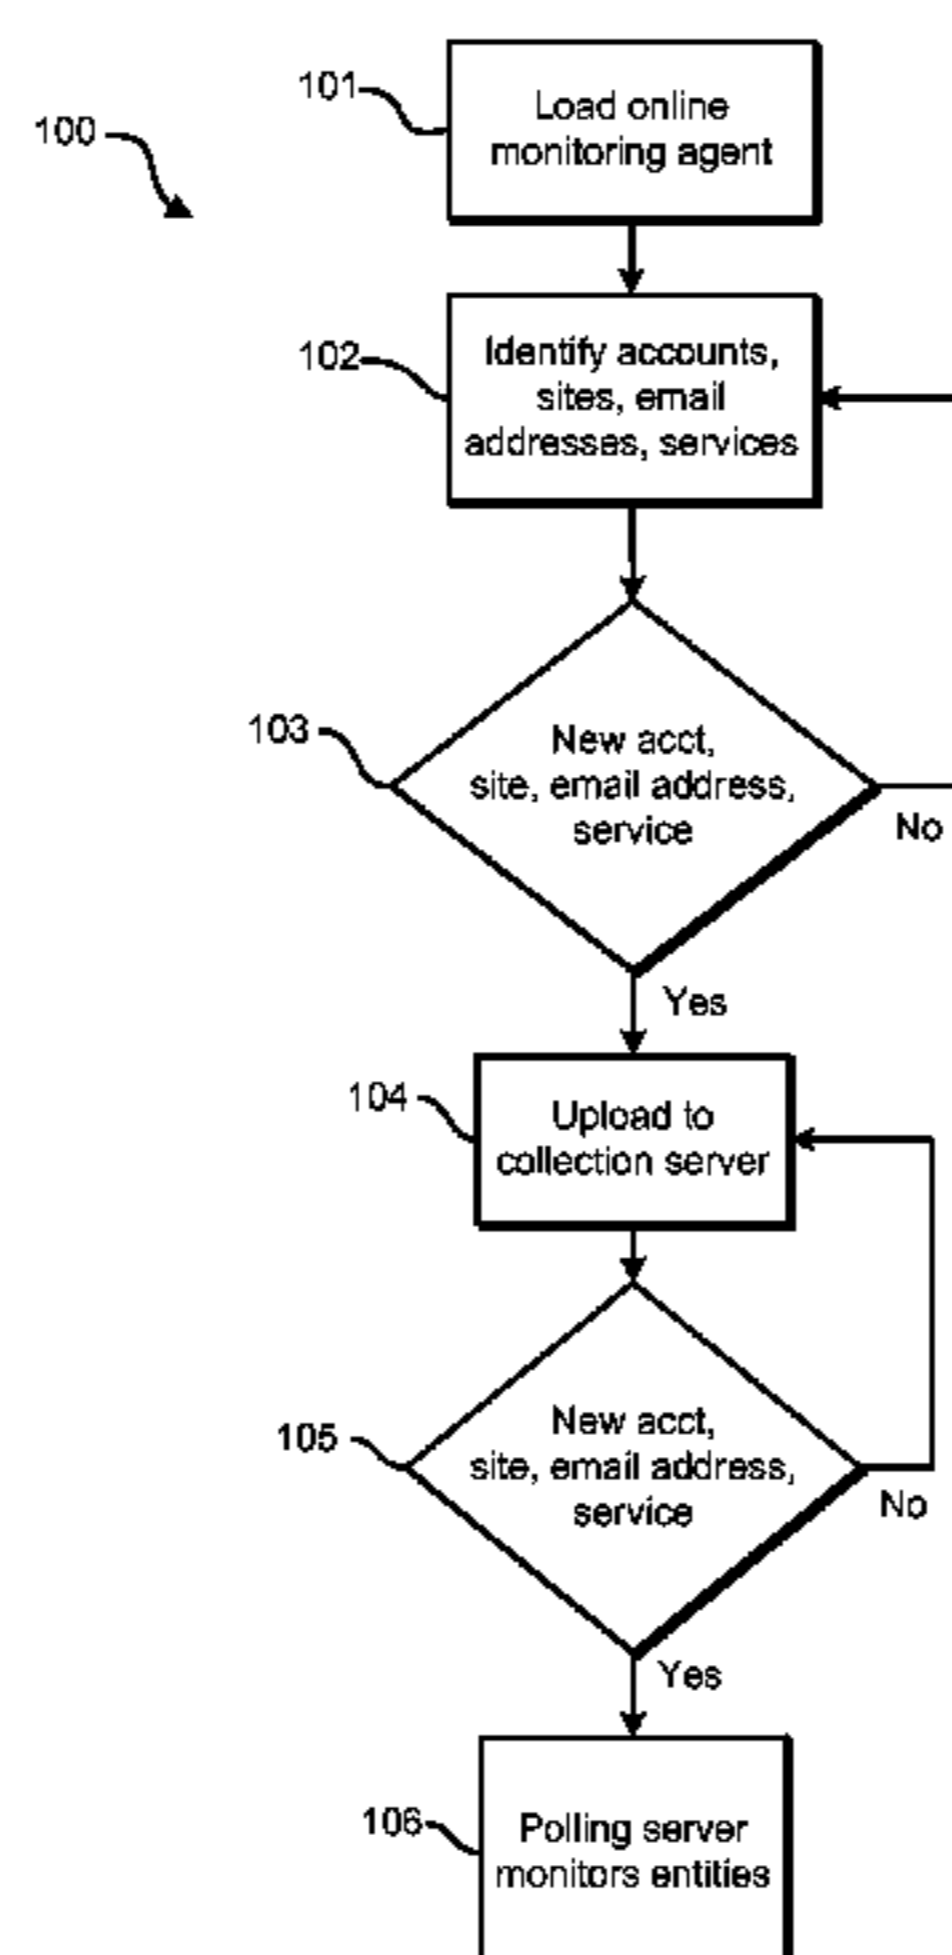 101
Load online
monitoring agent
100
102
Identify accounts,
sites, email
addresses, services
103
New acct,
site, email address,
service
No
Yes
104
Upload to
collection server
105
New acct,
site, email address,
service
No
Yes
106
Polling server
monitors entities